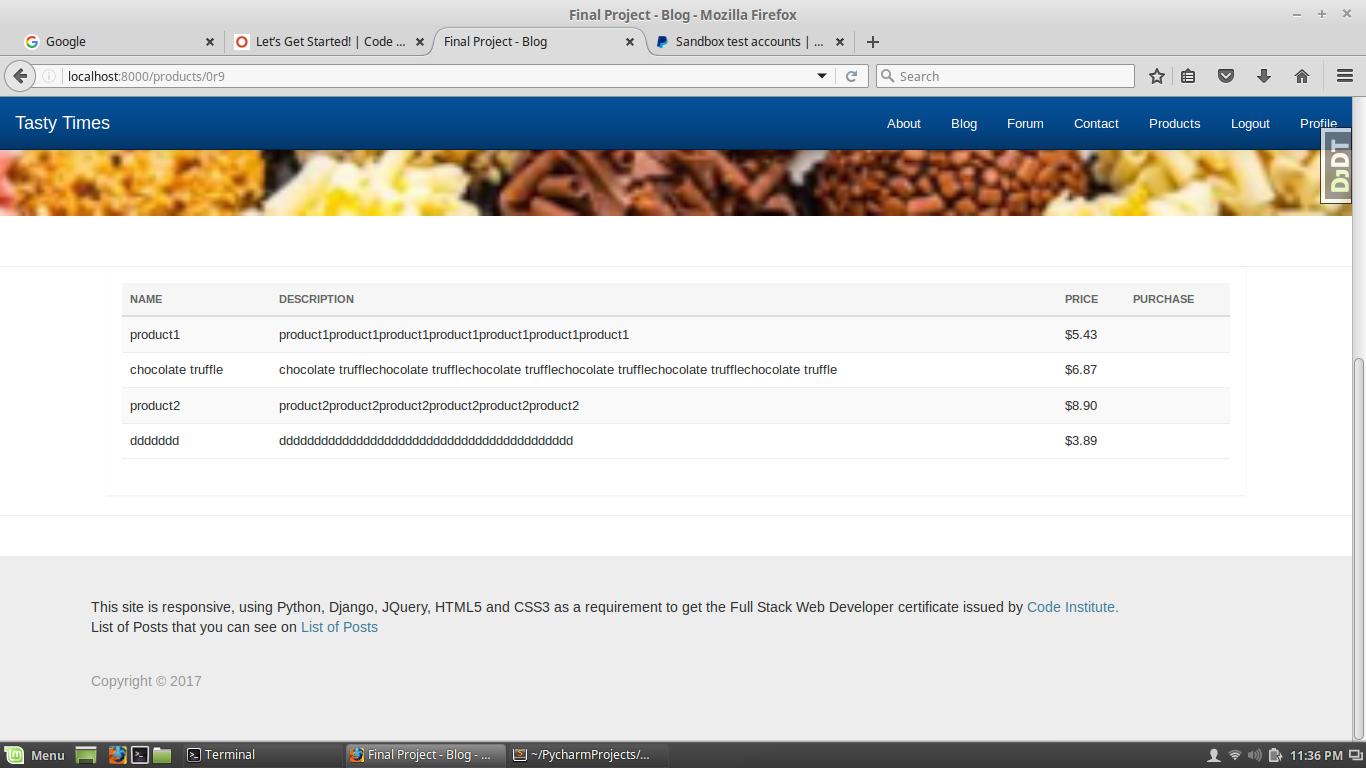 Final Project - Blog - Mozilla Firefox
Google
Let's Get Started! | Code ...
Final Project - Blog
Sandbox test accounts | ...
localhost:8000/products/0r9
Search
Tasty Times
About
Blog
Forum
Contact
Products
Logout
Profile
DjDT
NAME DESCRIPTION PRICE PURCHASE
product1 product1product1product1product1product1product1product1 $5.43
chocolate truffle chocolate trufflechocolate trufflechocolate trufflechocolate trufflechocolate trufflechocolate truffle $6.87
product2 product2product2product2product2product2product2 $8.90
ddddddd dddddddddddddddddddddddddddddddddddddddddd $3.89
This site is responsive, using Python, Django, JQuery, HTML5 and CSS3 as a requirement to get the Full Stack Web Developer certificate issued by Code Institute.
List of Posts that you can see on List of Posts
Copyright © 2017
Menu
Terminal
Final Project - Blog - ...
~/PycharmProjects/...
11:36 PM